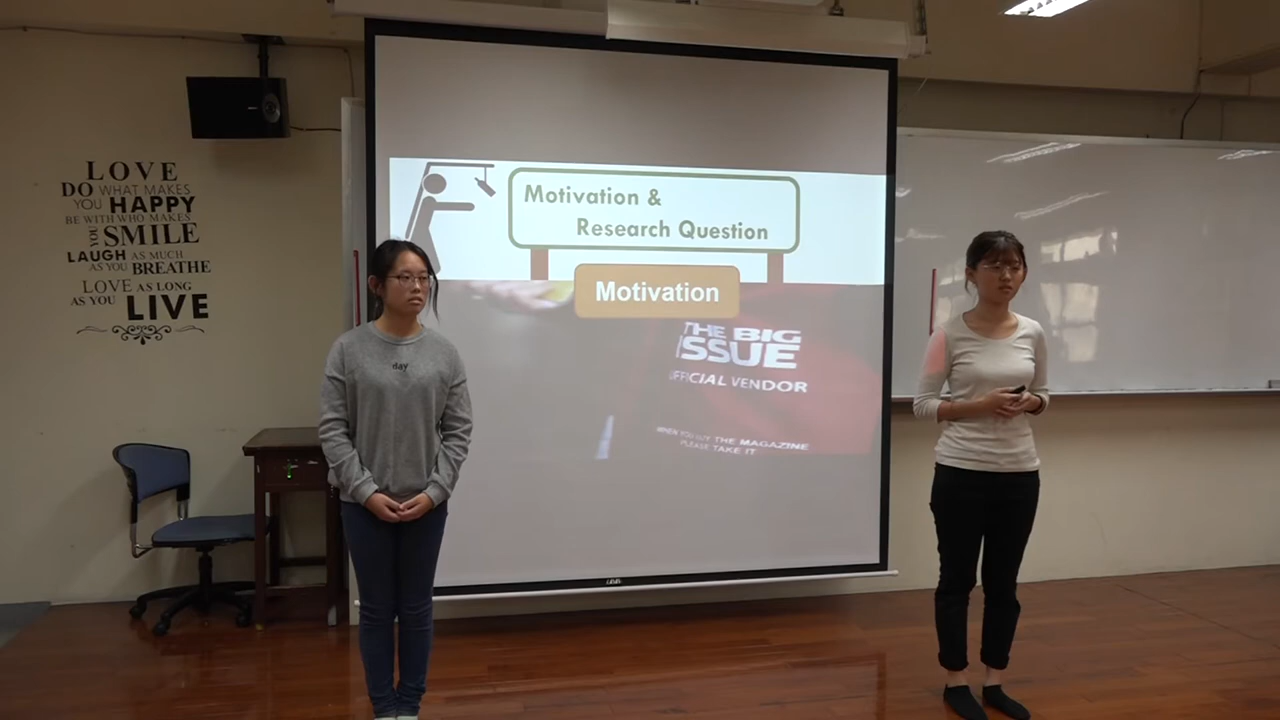 LOVE
DO WHAT MAKES
YOU HAPPY
BE WITH WHO MAKES
YOU SMILE
LAUGH AS MUCH
AS YOU BREATHE
LOVE AS LONG
AS YOU LIVE
Motivation &
Research Question
Motivation
THE BIG
ISSUE
OFFICIAL VENDOR
WHEN YOU BUY THE MAGAZINE
PLEASE TAKE IT
day